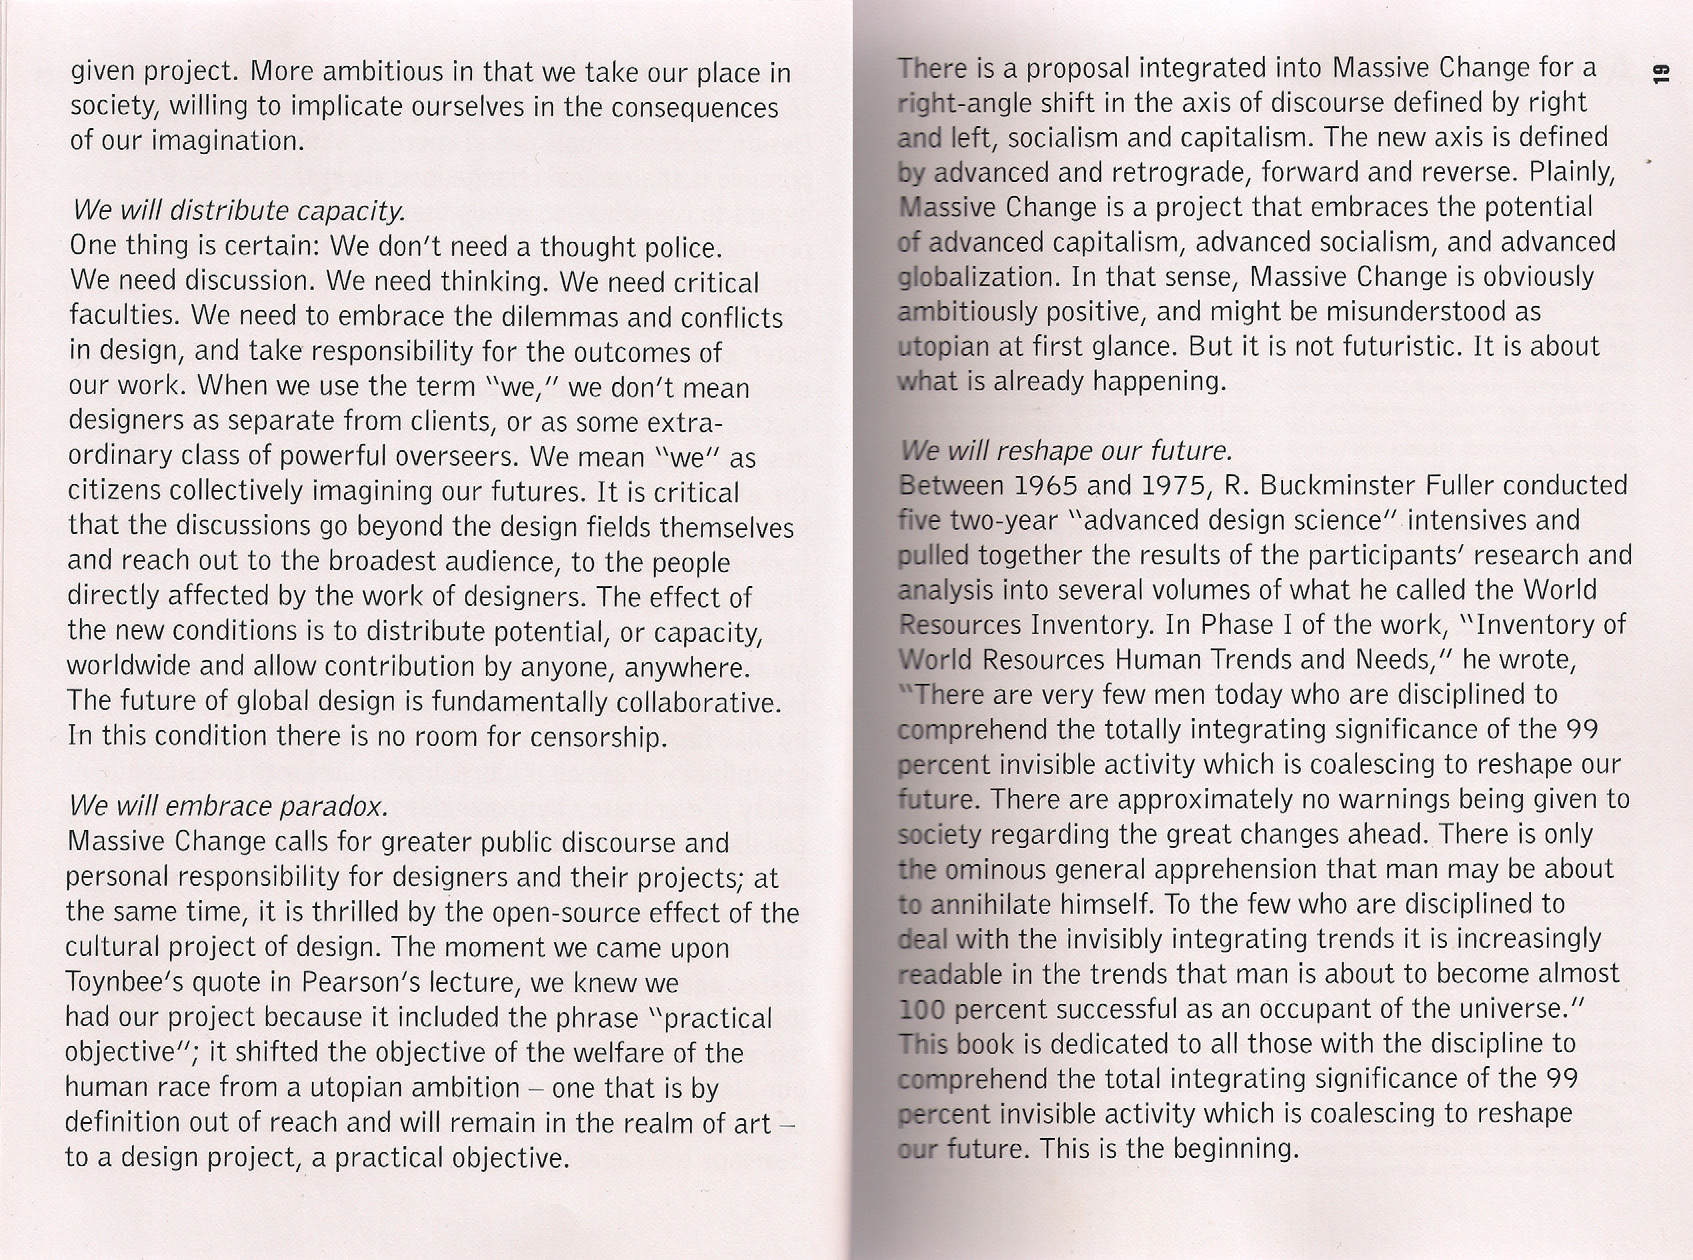 given project. More ambitious in that we take our place in
society, willing to implicate ourselves in the consequences
of our imagination.
We will distribute capacity.
One thing is certain: We don't need a thought police.
We need discussion. We need thinking. We need critical
faculties. We need to embrace the dilemmas and conflicts
in design, and take responsibility for the outcomes of
our work. When we use the term "we," we don't mean
designers as separate from clients, or as some extra-
ordinary class of powerful overseers. We mean "we" as
citizens collectively imagining our futures. It is critical
that the discussions go beyond the design fields themselves
and reach out to the broadest audience, to the people
directly affected by the work of designers. The effect of
the new conditions is to distribute potential, or capacity,
worldwide and allow contribution by anyone, anywhere.
The future of global design is fundamentally collaborative.
In this condition there is no room for censorship.
We will embrace paradox.
Massive Change calls for greater public discourse and
personal responsibility for designers and their projects; at
the same time, it is thrilled by the open-source effect of the
cultural project of design. The moment we came upon
Toynbee's quote in Pearson's lecture, we knew we
had our project because it included the phrase "practical
objective"; it shifted the objective of the welfare of the
human race from a utopian ambition – one that is by
definition out of reach and will remain in the realm of art –
to a design project, a practical objective.
There is a proposal integrated into Massive Change for a
right-angle shift in the axis of discourse defined by right
and left, socialism and capitalism. The new axis is defined
by advanced and retrograde, forward and reverse. Plainly,
Massive Change is a project that embraces the potential
of advanced capitalism, advanced socialism, and advanced
globalization. In that sense, Massive Change is obviously
ambitiously positive, and might be misunderstood as
utopian at first glance. But it is not futuristic. It is about
what is already happening.
We will reshape our future.
Between 1965 and 1975, R. Buckminster Fuller conducted
five two-year "advanced design science" intensives and
pulled together the results of the participants' research and
analysis into several volumes of what he called the World
Resources Inventory. In Phase I of the work, "Inventory of
World Resources Human Trends and Needs," he wrote,
"There are very few men today who are disciplined to
comprehend the totally integrating significance of the 99
percent invisible activity which is coalescing to reshape our
future. There are approximately no warnings being given to
society regarding the great changes ahead. There is only
the ominous general apprehension that man may be about
to annihilate himself. To the few who are disciplined to
deal with the invisibly integrating trends it is increasingly
readable in the trends that man is about to become almost
100 percent successful as an occupant of the universe."
This book is dedicated to all those with the discipline to
comprehend the total integrating significance of the 99
percent invisible activity which is coalescing to reshape
our future. This is the beginning.
19